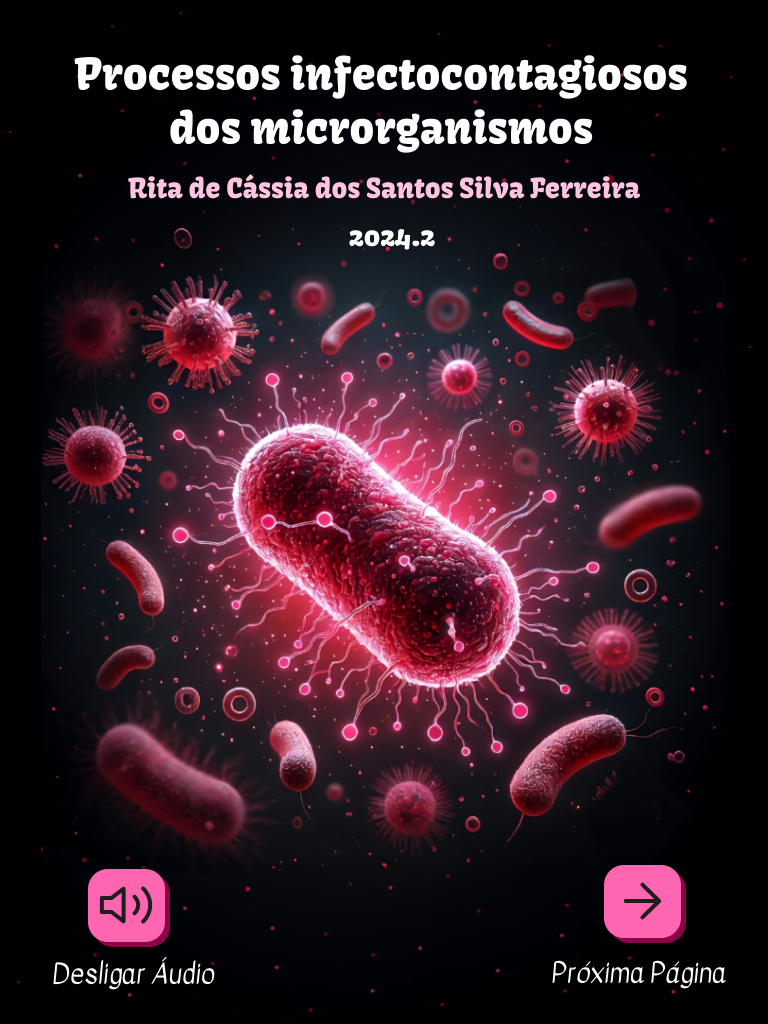 Processos infectocontagiosos
dos microrganismos
Rita de Cássia dos Santos Silva Ferreira
2024.2
Desligar Áudio
Próxima Página